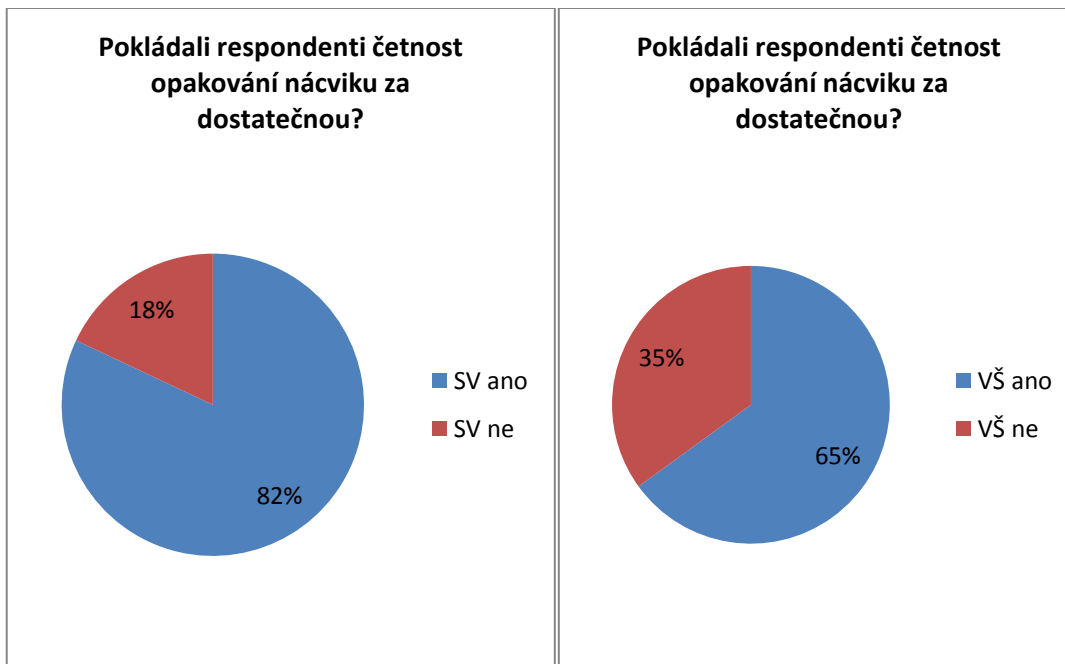 Pokládali respondenti četnost
opakování nácviku za
dostatečnou?
18%
82%
SV ano
SV ne
Pokládali respondenti četnost
opakování nácviku za
dostatečnou?
35%
65%
VŠ ano
VŠ ne